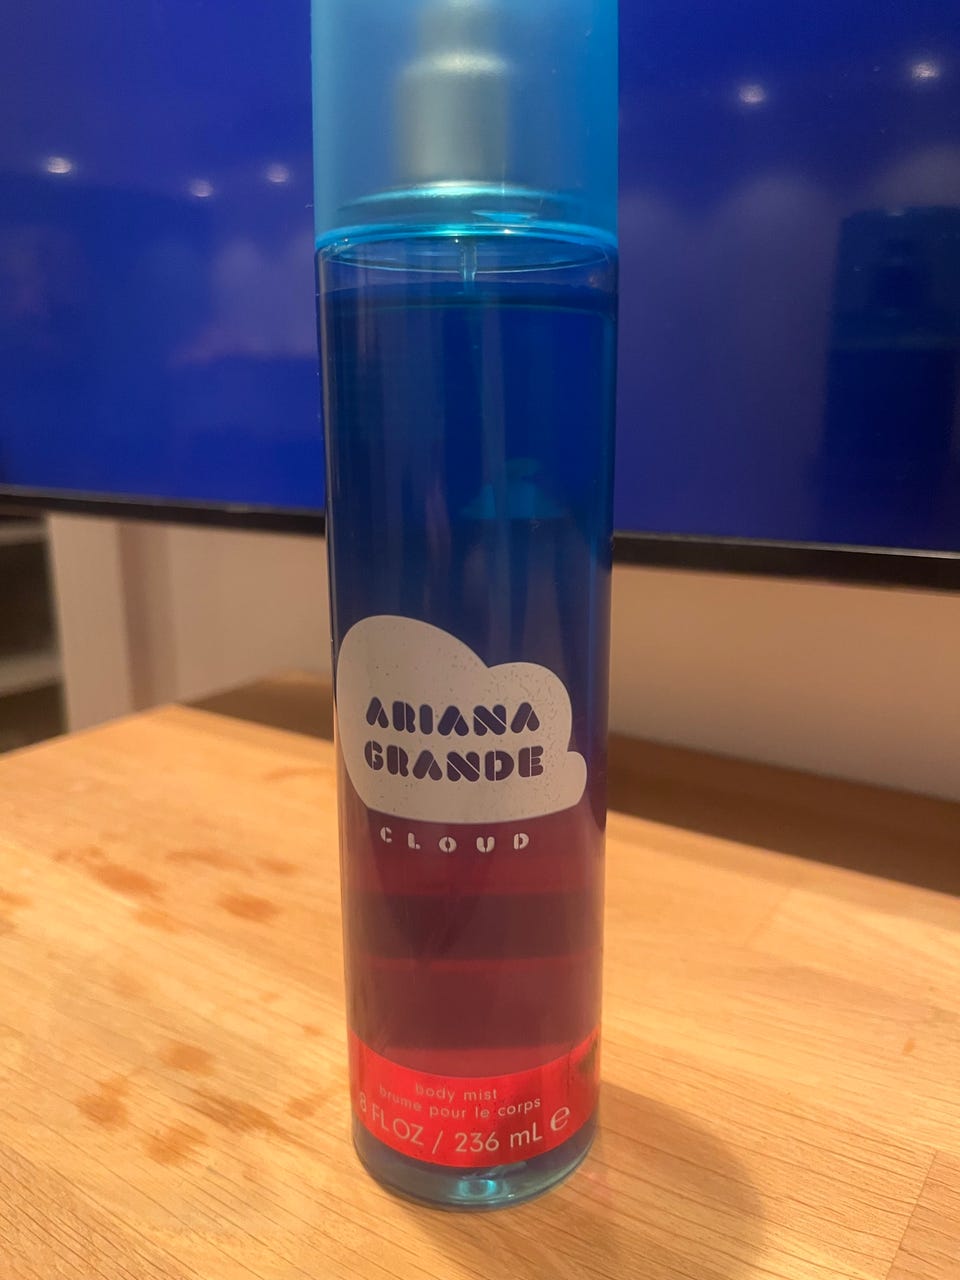 ARIANA
GRANDE
CLOUD
body mist
brume pour le corps
8 FL OZ / 236 mL ℮